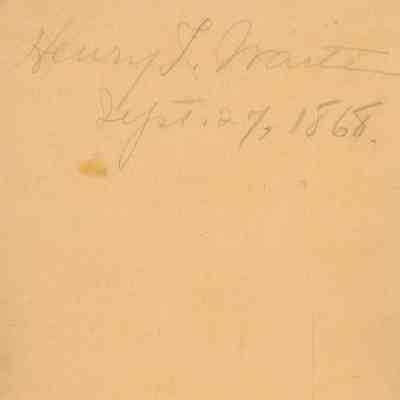 Henry T. Waite
Sept. 27, 1868.